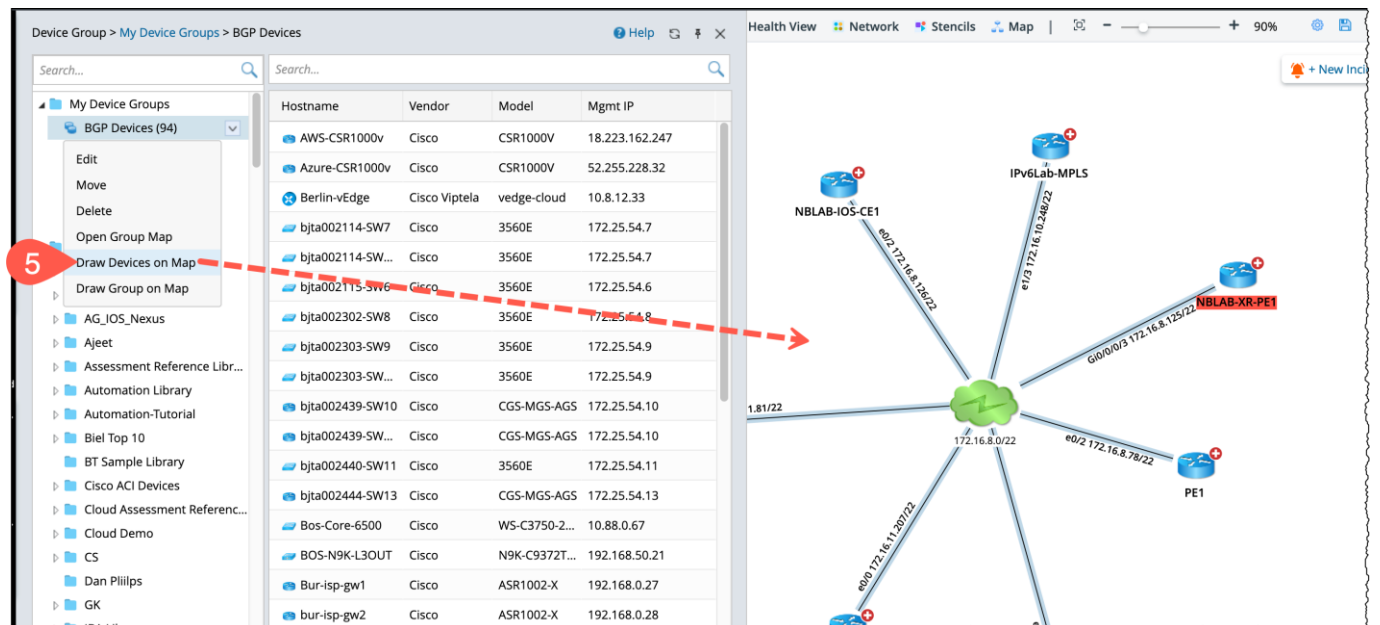 Device Group > My Device Groups > BGP Devices
Help
Search...
My Device Groups
BGP Devices (94)
Edit
Move
Delete
Open Group Map
5
Draw Devices on Map
Draw Group on Map
AG_IOS_Nexus
Ajeet
Assessment Reference Libr...
Automation Library
Automation-Tutorial
Biel Top 10
BT Sample Library
Cisco ACI Devices
Cloud Assessment Referenc...
Cloud Demo
CS
Dan Pliilps
GK
Search...
Hostname Vendor Model Mgmt IP
AWS-CSR1000v Cisco CSR1000V 18.223.162.247
Azure-CSR1000v Cisco CSR1000V 52.255.228.32
Berlin-vEdge Cisco Viptela vedge-cloud 10.8.12.33
bjta002114-SW7 Cisco 3560E 172.25.54.7
bjta002114-SW... Cisco 3560E 172.25.54.7
bjta002115-SW6 Cisco 3560E 172.25.54.6
bjta002302-SW8 Cisco 3560E 172.25.54.8
bjta002303-SW9 Cisco 3560E 172.25.54.9
bjta002303-SW... Cisco 3560E 172.25.54.9
bjta002439-SW10 Cisco CGS-MGS-AGS 172.25.54.10
bjta002439-SW... Cisco CGS-MGS-AGS 172.25.54.10
bjta002440-SW11 Cisco 3560E 172.25.54.11
bjta002444-SW13 Cisco CGS-MGS-AGS 172.25.54.13
Bos-Core-6500 Cisco WS-C3750-2... 10.88.0.67
BOS-N9K-L3OUT Cisco N9K-C9372T... 192.168.50.21
Bur-isp-gw1 Cisco ASR1002-X 192.168.0.27
bur-isp-gw2 Cisco ASR1002-X 192.168.0.28
Health View Network Stencils Map | - + 90%
+ New Inci
IPv6Lab-MPLS
NBLAB-IOS-CE1
e1/3 172.16.10.248/22
e0/2 172.16.8.126/22
NBLAB-XR-PE1
Gi0/0/0/3 172.16.8.125/22
1.81/22
172.16.8.0/22
e0/2 172.16.8.78/22
PE1
e0/0 172.16.11.207/22